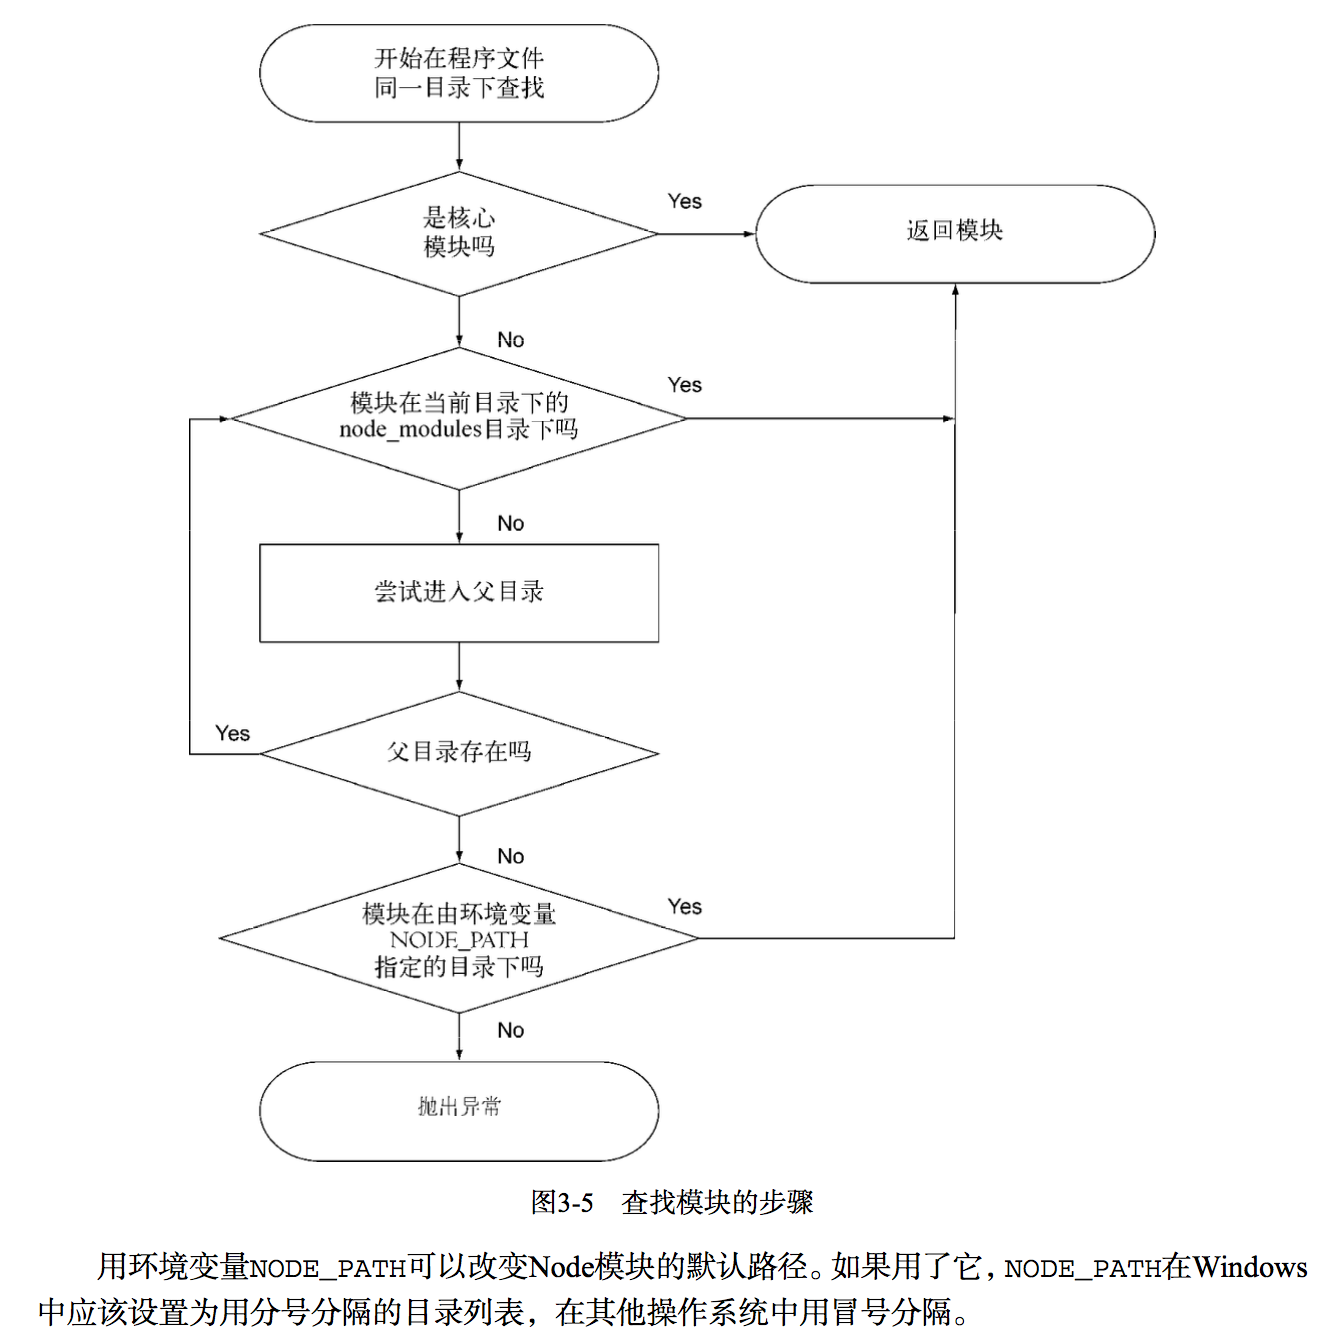 开始在程序文件
同一目录下查找
是核心
模块吗
Yes
返回模块
No
模块在当前目录下的
node_modules目录下吗
Yes
No
尝试进入父目录
父目录存在吗
Yes
No
模块在由环境变量
NODE_PATH
指定的目录下吗
Yes
No
抛出异常
图3-5 查找模块的步骤
用环境变量NODE_PATH可以改变Node模块的默认路径。如果用了它，NODE_PATH在Windows
中应该设置为用分号分隔的目录列表，在其他操作系统中用冒号分隔。